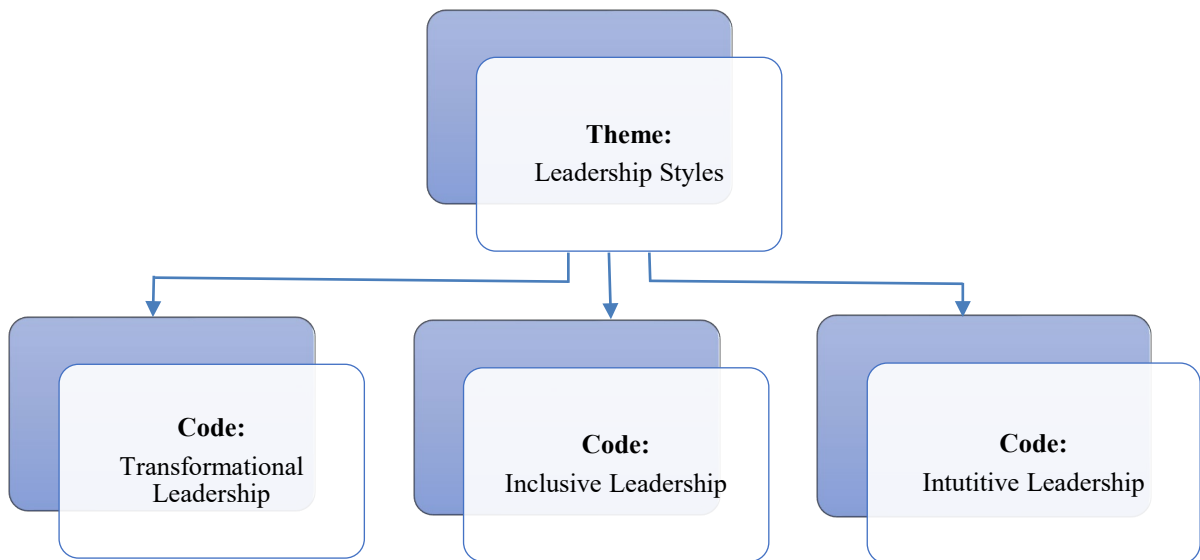 Theme:
Leadership Styles
Code:
Transformational
Leadership
Code:
Inclusive Leadership
Code:
Intutitive Leadership